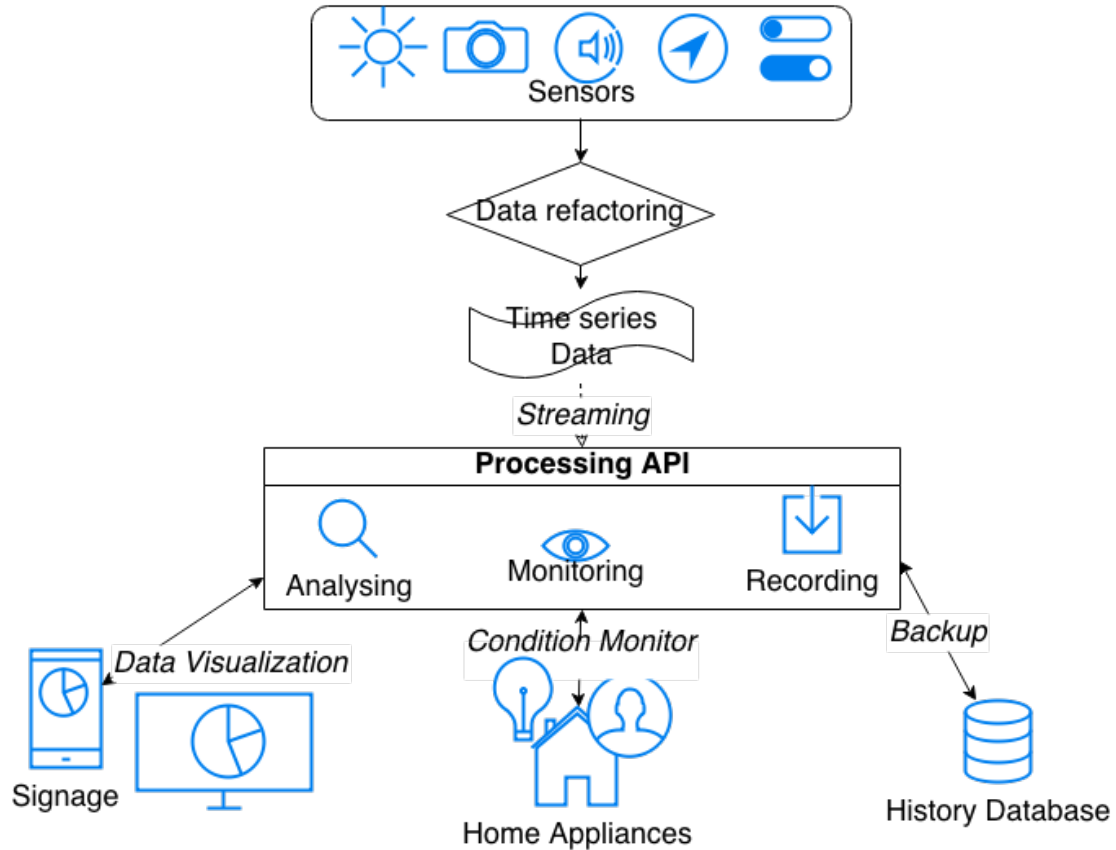 Sensors
Data refactoring
Time series
Data
Streaming
Processing API
Analysing
Monitoring
Recording
Data Visualization
Condition Monitor
Backup
Signage
Home Appliances
History Database